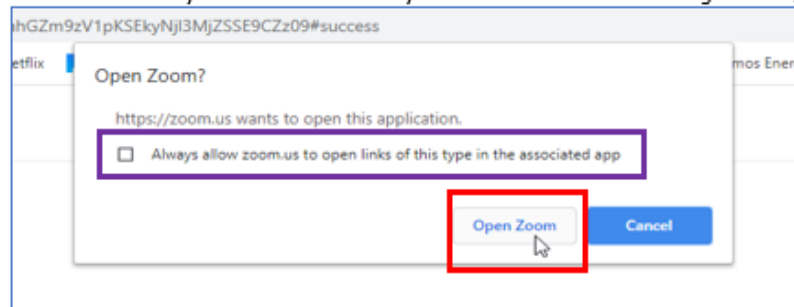 hGZm9zV1pKSEkyNjI3MjZSSE9CZz09#success
etflix
mos Ener
Open Zoom?
https://zoom.us wants to open this application.
Always allow zoom.us to open links of this type in the associated app
Open Zoom Cancel